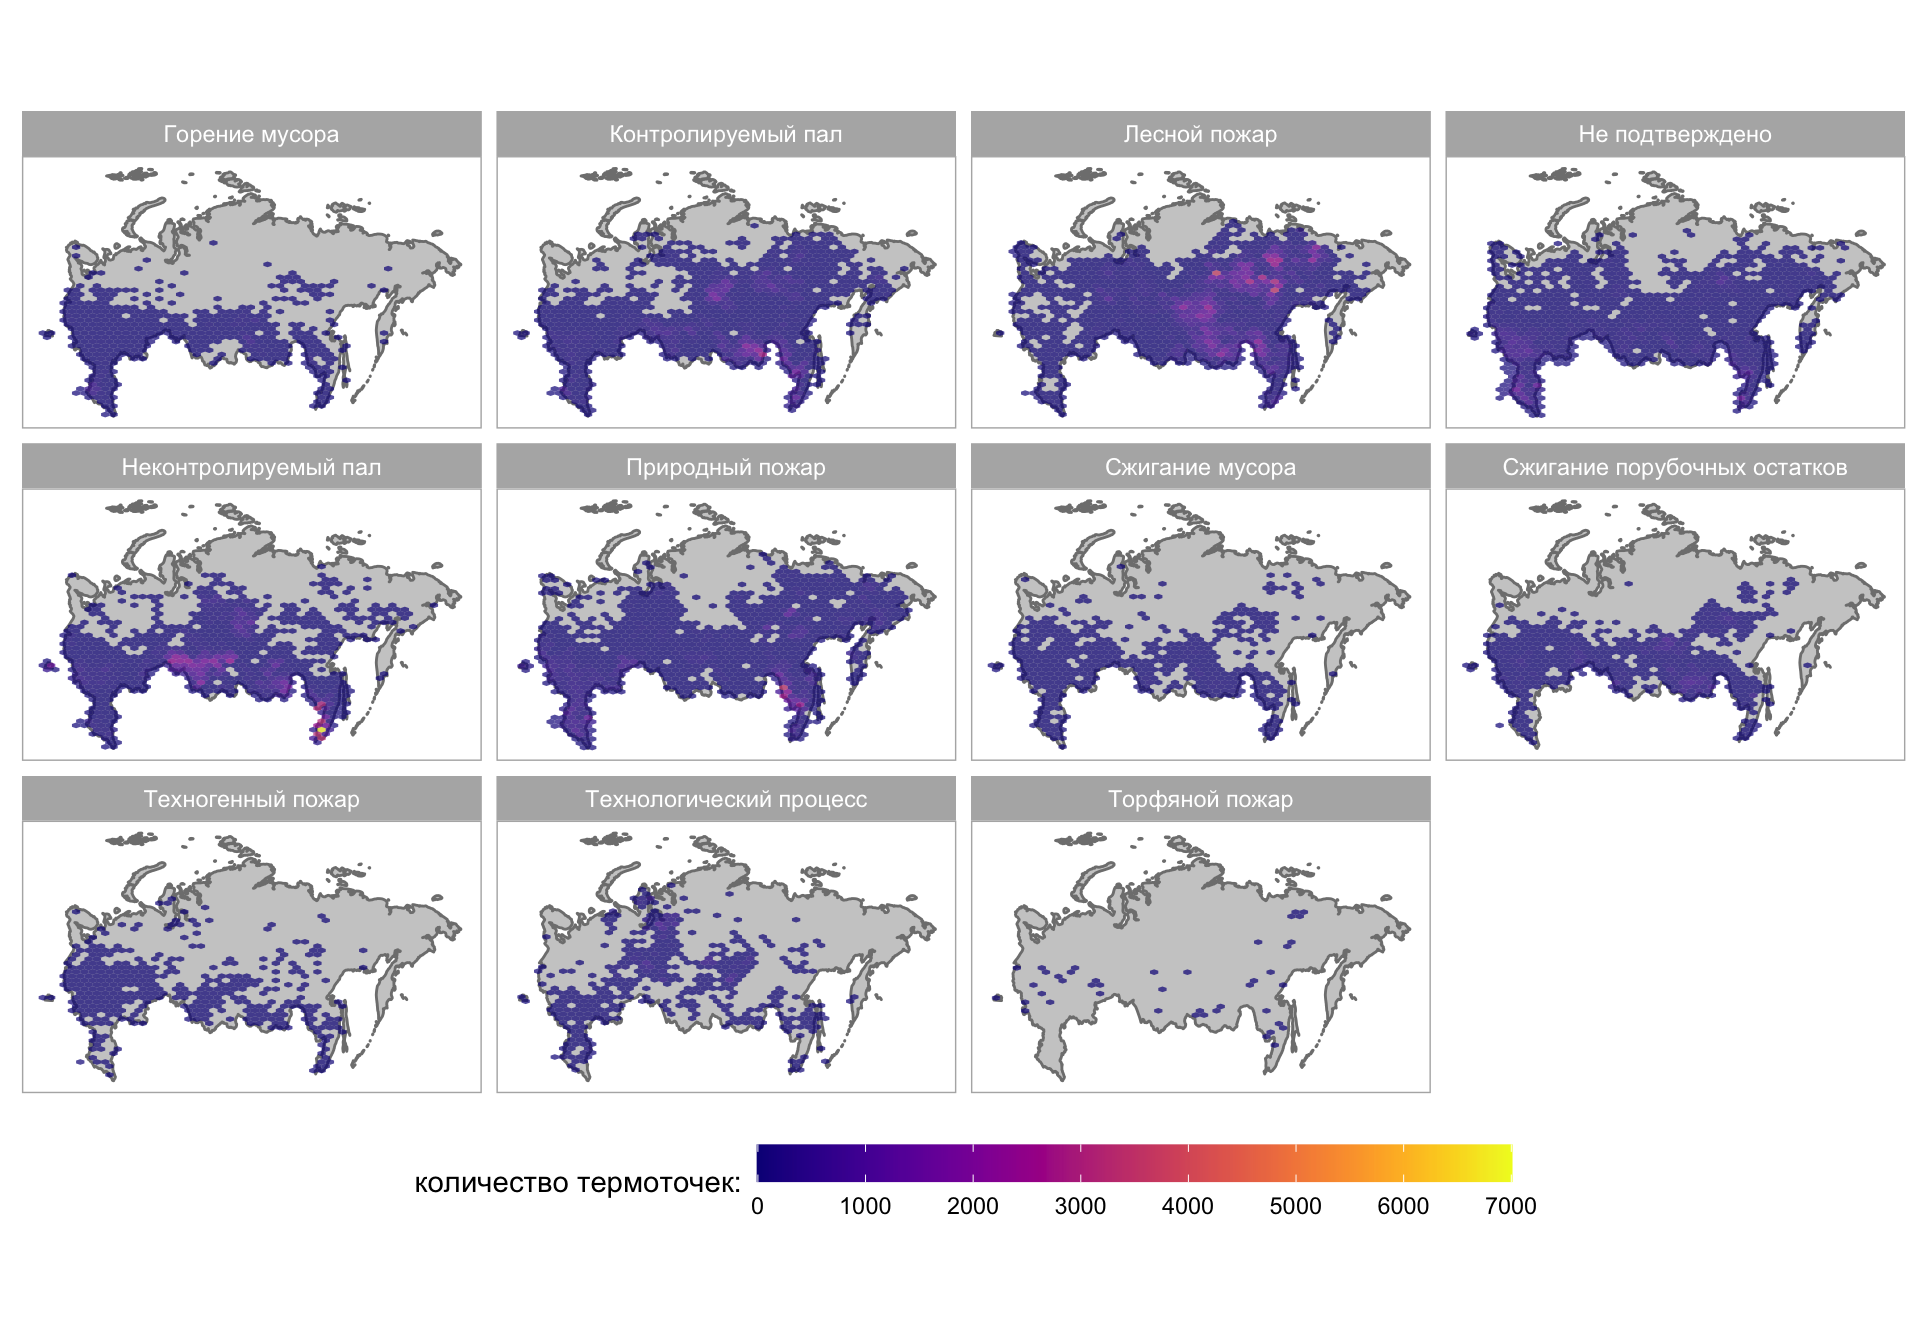 Горение мусора
Контролируемый пал
Лесной пожар
Не подтверждено
Неконтролируемый пал
Природный пожар
Сжигание мусора
Сжигание порубочных остатков
Техногенный пожар
Технологический процесс
Торфяной пожар
количество термоточек:
0 1000 2000 3000 4000 5000 6000 7000